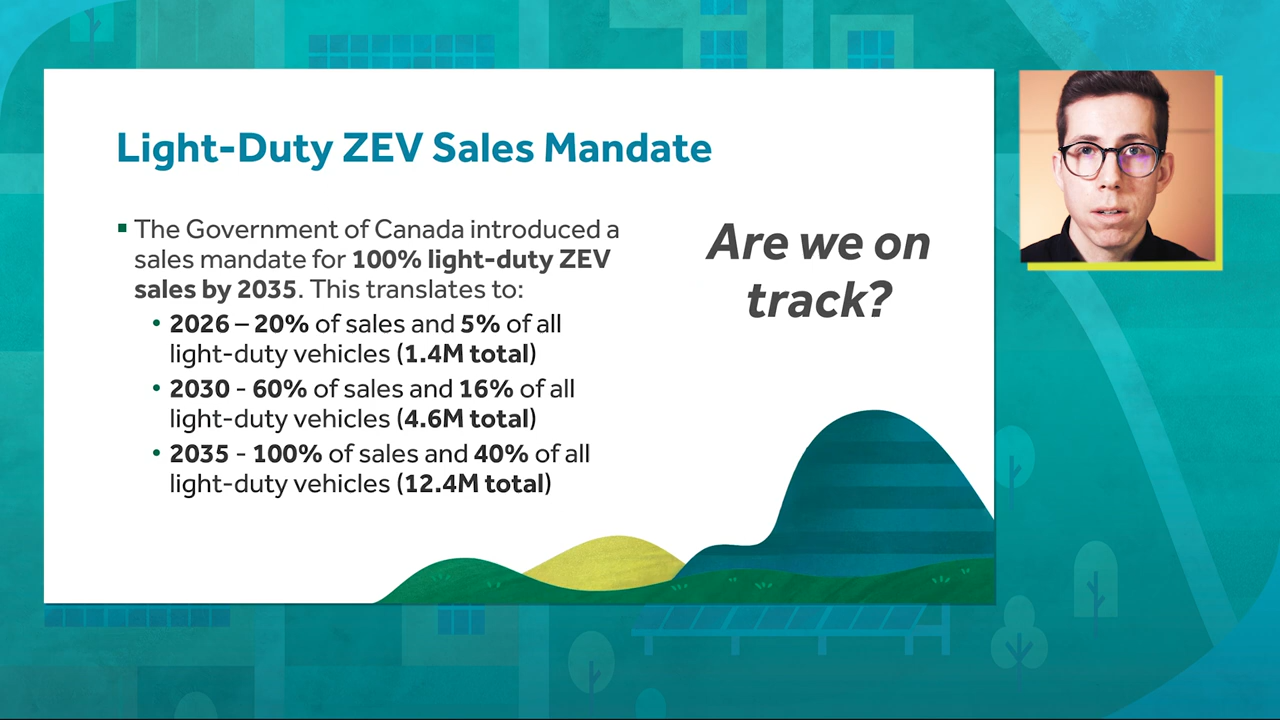 Light-Duty ZEV Sales Mandate
The Government of Canada introduced a
sales mandate for 100% light-duty ZEV
sales by 2035. This translates to:
2026 – 20% of sales and 5% of all
light-duty vehicles (1.4M total)
2030 - 60% of sales and 16% of all
light-duty vehicles (4.6M total)
2035 - 100% of sales and 40% of all
light-duty vehicles (12.4M total)
Are we on
track?